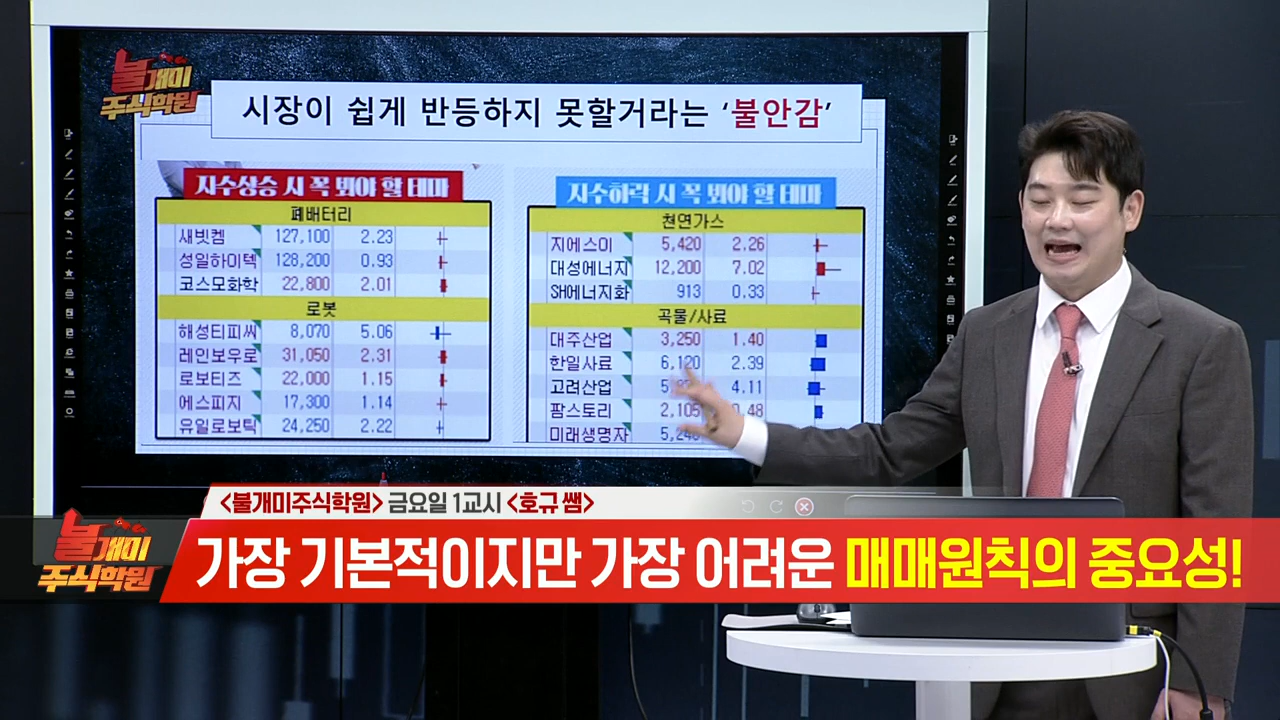 불개미
주식학원
시장이 쉽게 반등하지 못할거라는 ‘불안감’
지수상승 시 꼭 봐야 할 테마
폐배터리
새빗켐 127,100 2.23
성일하이텍 128,200 0.93
코스모화학 22,800 2.01
로봇
해성티피씨 8,070 5.06
레인보우로 31,050 2.31
로보티즈 22,000 1.15
에스피지 17,300 1.14
유일로보틱 24,250 2.22
지수하락 시 꼭 봐야 할 테마
천연가스
지에스이 5,420 2.26
대성에너지 12,200 7.02
SH에너지화 913 0.33
곡물/사료
대주산업 3,250 1.40
한일사료 6,120 2.39
고려산업 4.11
팜스토리 2,105 0.48
미래생명자
<불개미주식학원> 금요일 1교시 <호규 쌤>
불개미
주식학원
가장 기본적이지만 가장 어려운 매매원칙의 중요성!